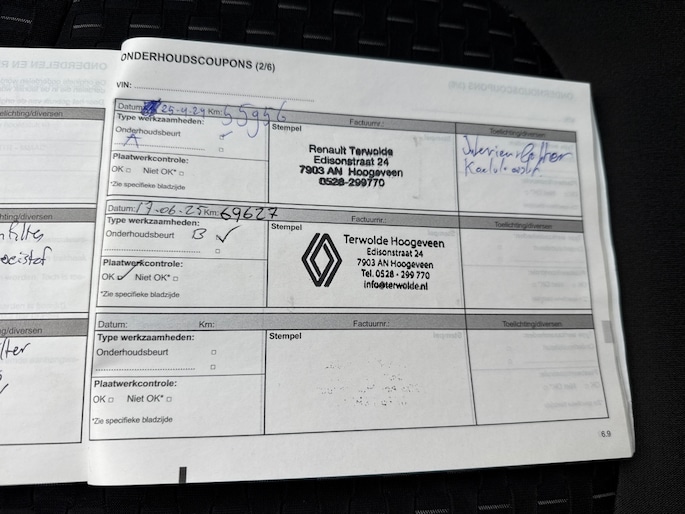 ONDERHOUDSCOUPONS (2/6)
VIN:
Datum: 25-4-24 Km: 55956 Factuurnr.: Toelichting/diversen
Type werkzaamheden: Stempel
Onderhoudsbeurt
A
Renault Terwolde
Edisonstraat 24
7903 AN Hoogeveen
0528-299770
Plaatwerkcontrole:
OK Niet OK*
*Zie specifieke bladzijde
Datum: 17-06-25 Km: 69627 Factuurnr.: Toelichting/diversen
Type werkzaamheden: Stempel
Onderhoudsbeurt B ✓
Terwolde Hoogeveen
Edisonstraat 24
7903 AN Hoogeveen
Tel. 0528 - 299 770
info@terwolde.nl
Plaatwerkcontrole:
OK ✓ Niet OK*
*Zie specifieke bladzijde
Datum: Km: Factuurnr.: Toelichting/diversen
Type werkzaamheden: Stempel
Onderhoudsbeurt
Plaatwerkcontrole:
OK Niet OK*
*Zie specifieke bladzijde
6.9